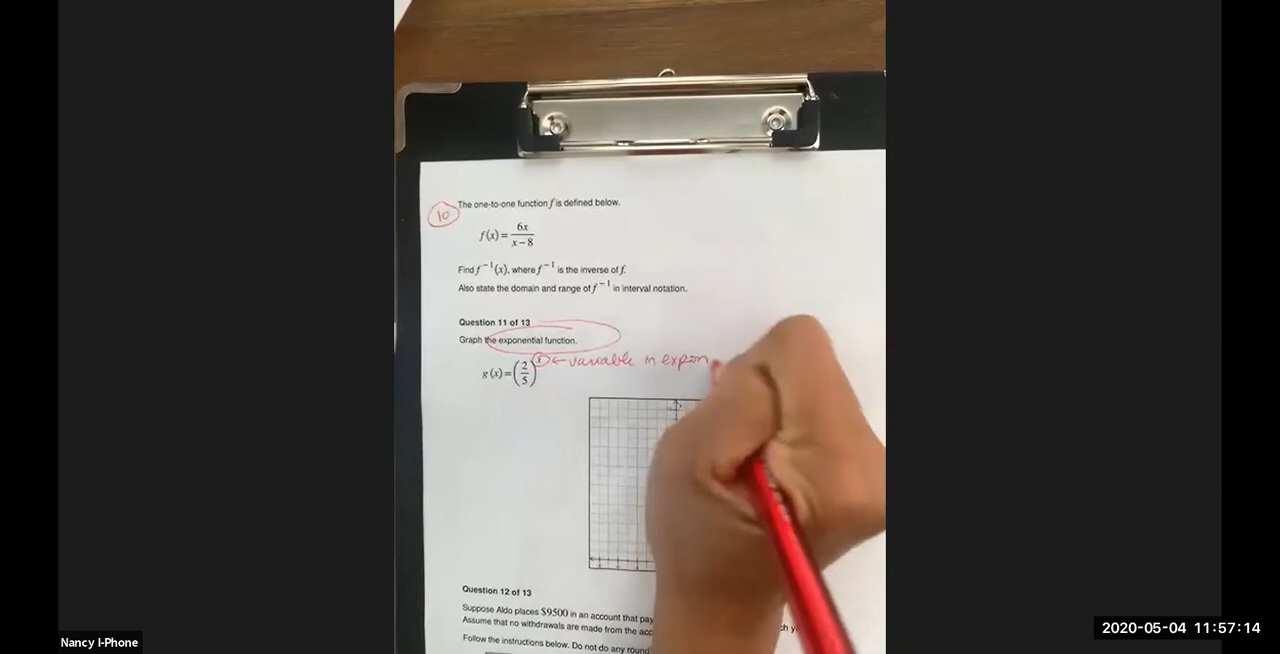 10
The one-to-one function f is defined below.
f(x) = 6x / x − 8
Find f⁻¹(x), where f⁻¹ is the inverse of f.
Also state the domain and range of f⁻¹ in interval notation.
Question 11 of 13
Graph the exponential function.
g(x) = (2/5)ˣ ← variable in expon
Question 12 of 13
Suppose Aldo places $9500 in an account that pay
Assume that no withdrawals are made from the acc
Follow the instructions below. Do not do any round
Nancy I-Phone
2020-05-04 11:57:14